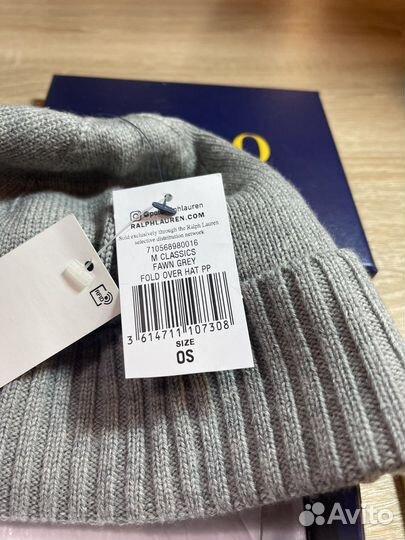 RALPHLAUREN.COM
Sold exclusively through the Ralph Lauren
selective distribution network
710568980016
M CLASSICS
FAWN GREY
FOLD OVER HAT PP
3 614711 107308
SIZE
OS
Avito